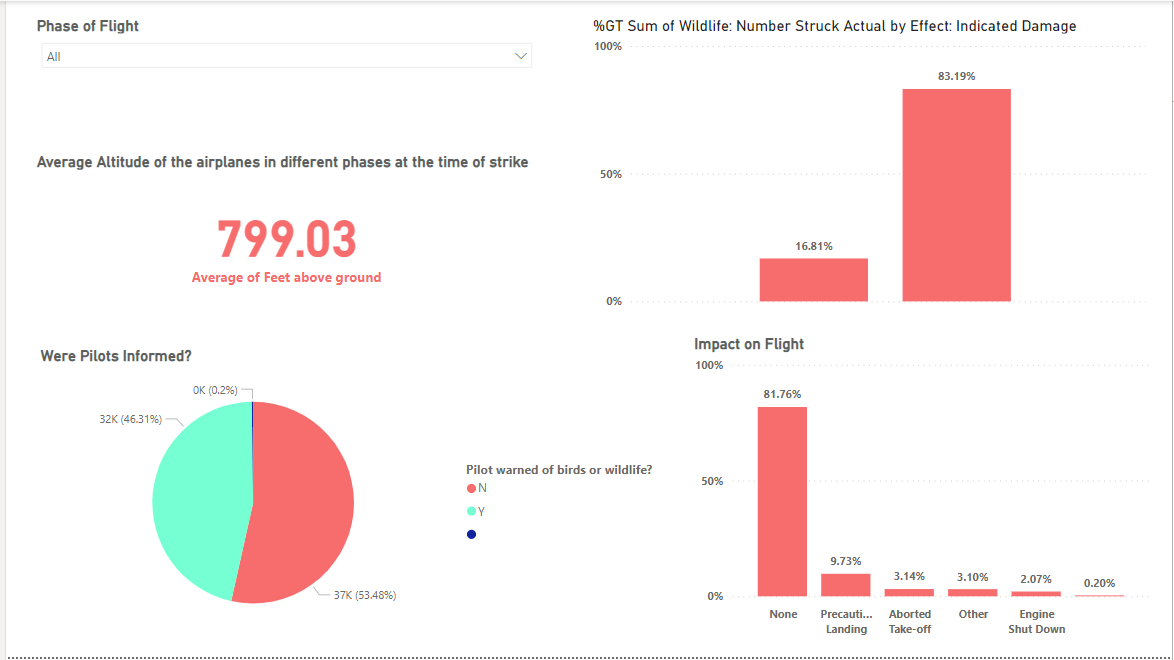 Phase of Flight
All
Average Altitude of the airplanes in different phases at the time of strike
799.03
Average of Feet above ground
Were Pilots Informed?
0K (0.2%)
32K (46.31%)
37K (53.48%)
Pilot warned of birds or wildlife?
N
Y
%GT Sum of Wildlife: Number Struck Actual by Effect: Indicated Damage
100%
50%
0%
16.81%
83.19%
Impact on Flight
100%
50%
0%
81.76%
9.73%
3.14%
3.10%
2.07%
0.20%
None
Precauti...
Landing
Aborted
Take-off
Other
Engine
Shut Down